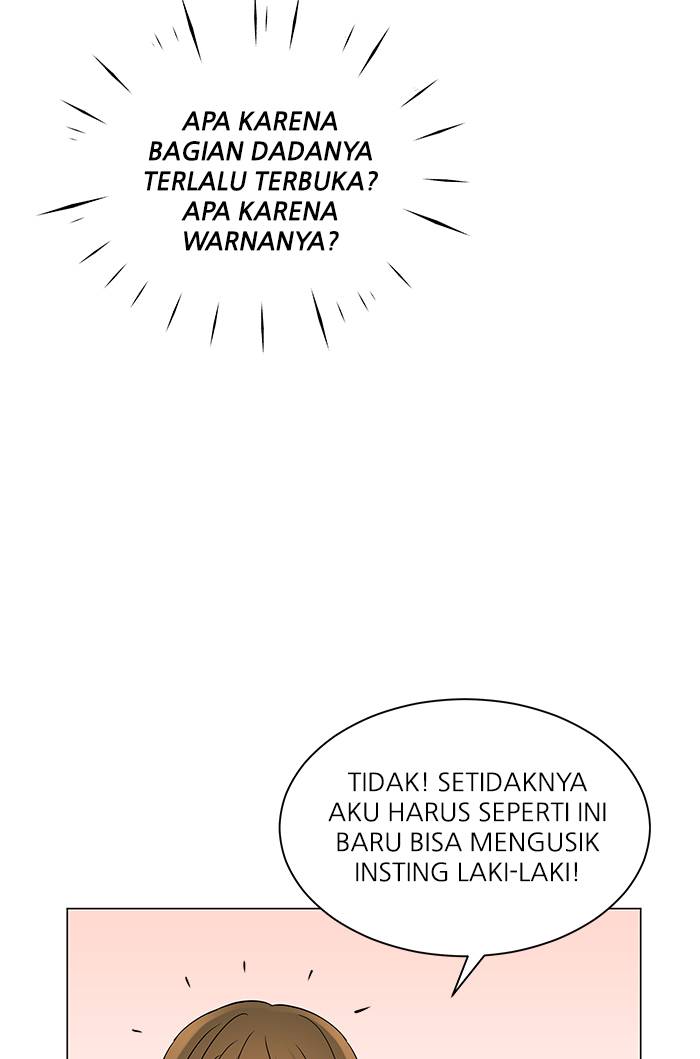 APA KARENA
BAGIAN DADANYA
TERLALU TERBUKA?
APA KARENA
WARNANYA?
TIDAK! SETIDAKNYA
AKU HARUS SEPERTI INI
BARU BISA MENGUSIK
INSTING LAKI-LAKI!